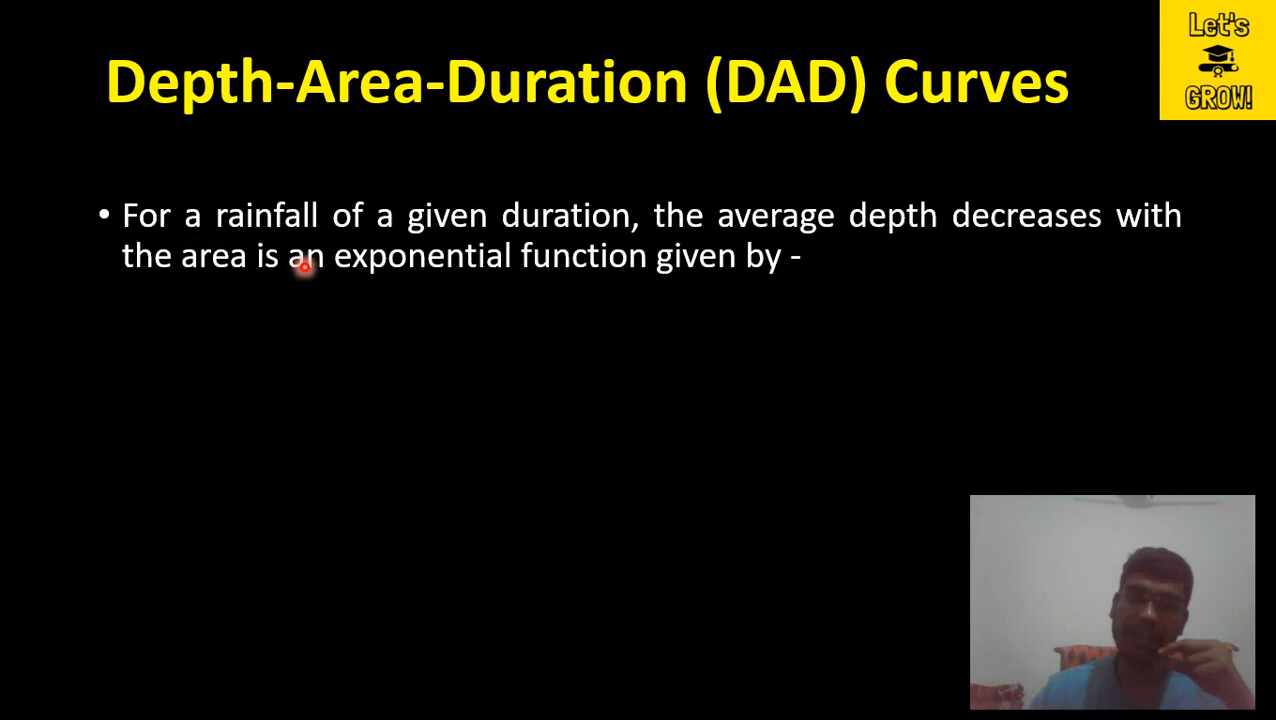 Depth-Area-Duration (DAD) Curves
Let's
GROW!
• For a rainfall of a given duration, the average depth decreases with
the area is an exponential function given by -